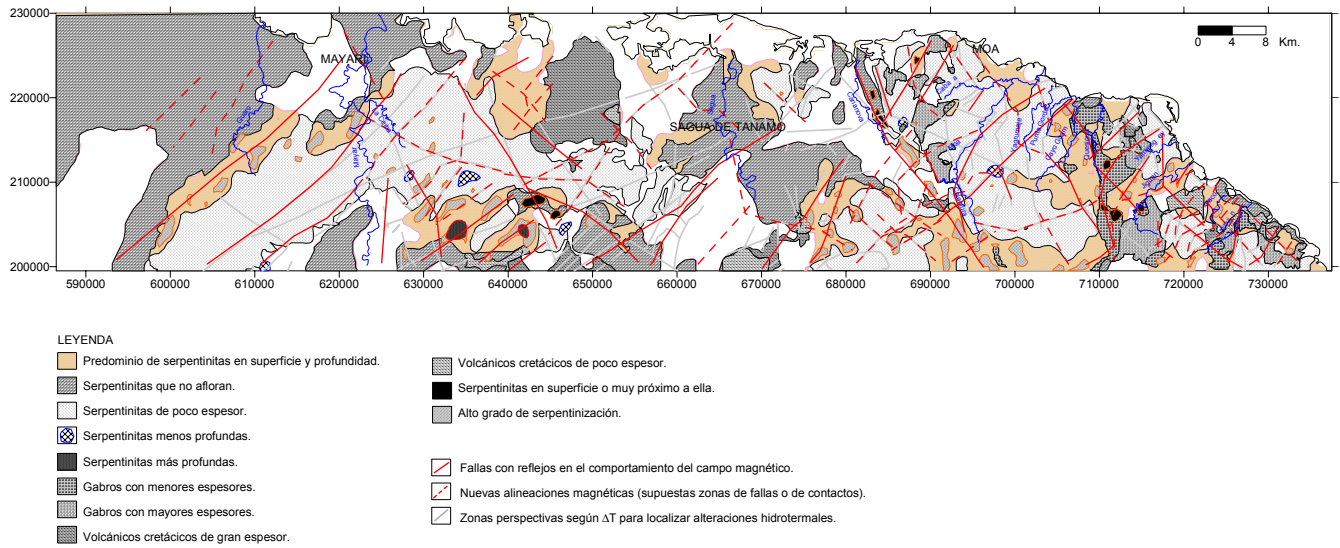 230000
220000
210000
200000
MAYARI
SAGUA DE TANAMO
MOA
0 4 8 Km.
590000 600000 610000 620000 630000 640000 650000 660000 670000 680000 690000 700000 710000 720000 730000
LEYENDA
Predominio de serpentinitas en superficie y profundidad.
Serpentinitas que no afloran.
Serpentinitas de poco espesor.
Serpentinitas menos profundas.
Serpentinitas más profundas.
Gabros con menores espesores.
Gabros con mayores espesores.
Volcánicos cretácicos de gran espesor.
Volcánicos cretácicos de poco espesor.
Serpentinitas en superficie o muy próximo a ella.
Alto grado de serpentinización.
Fallas con reflejos en el comportamiento del campo magnético.
Nuevas alineaciones magnéticas (supuestas zonas de fallas o de contactos).
Zonas perspectivas según ΔT para localizar alteraciones hidrotermales.